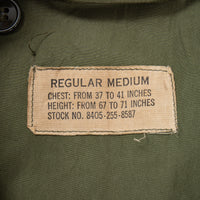 REGULAR MEDIUM
CHEST: FROM 37 TO 41 INCHES
HEIGHT: FROM 67 TO 71 INCHES
STOCK NO. 8405-255-8587